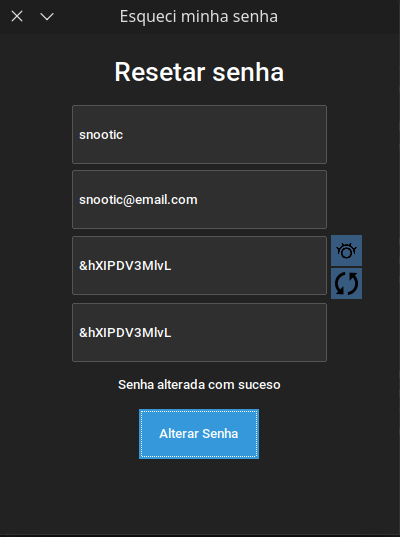 Esqueci minha senha
Resetar senha
snootic
snootic@email.com
&hXIPDV3MlvL
&hXIPDV3MlvL
Senha alterada com suceso
Alterar Senha